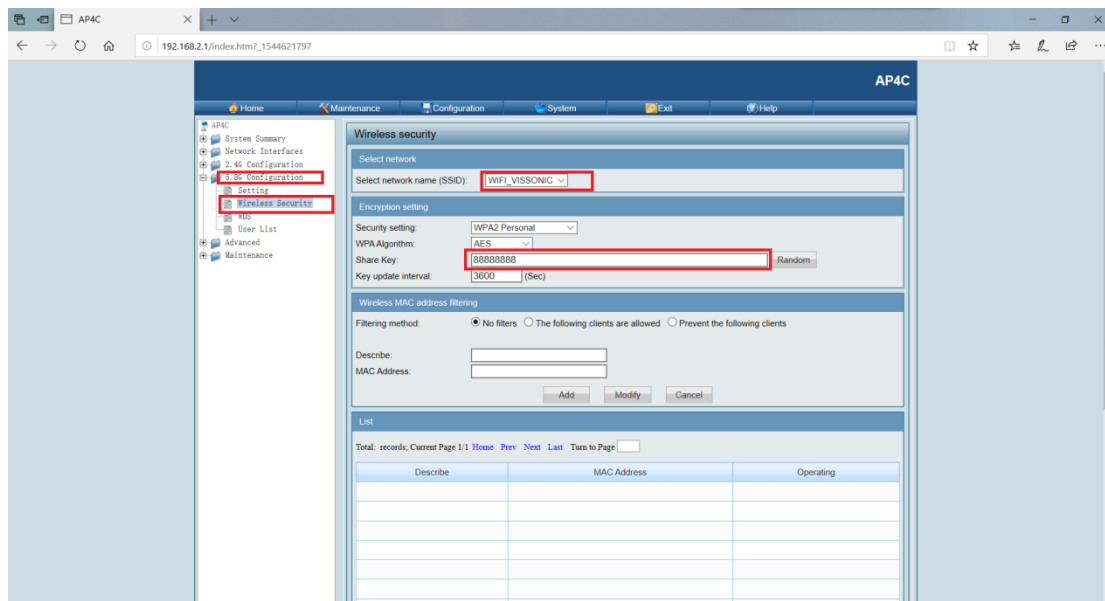 AP4C
192.168.2.1/index.htm?_1544621797
AP4C
Home Maintenance Configuration System Exit Help
AP4C
System Summary
Network Interfaces
2.4G Configuration
5.8G Configuration
Setting
Wireless Security
WDS
User List
Advanced
Maintenance
Wireless security
Select network
Select network name (SSID): WIFI_VISSONIC
Encryption setting
Security setting: WPA2 Personal
WPA Algorithm: AES
Share Key: 88888888 Random
Key update interval: 3600 (Sec)
Wireless MAC address filtering
Filtering method: No filters The following clients are allowed Prevent the following clients
Describe:
MAC Address:
Add Modify Cancel
List
Total: records; Current Page 1/1 Home Prev Next Last Turn to Page
Describe MAC Address Operating